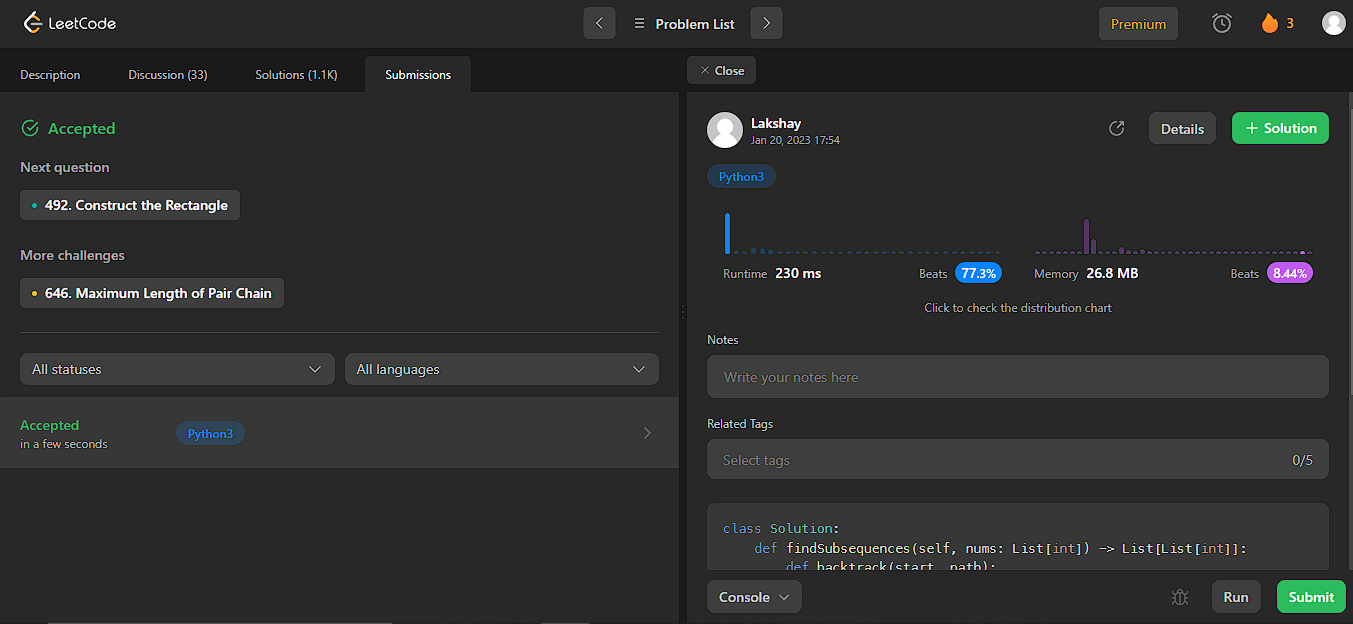 LeetCode
Problem List
Premium
3
Description
Discussion (33)
Solutions (1.1K)
Submissions
Close
Accepted
Next question
492. Construct the Rectangle
More challenges
646. Maximum Length of Pair Chain
All statuses
All languages
Accepted
in a few seconds
Python3
Lakshay
Jan 20, 2023 17:54
Details
Solution
Python3
Runtime 230 ms
Beats 77.3%
Memory 26.8 MB
Beats 8.44%
Click to check the distribution chart
Notes
Write your notes here
Related Tags
Select tags
0/5
class Solution:
def findSubsequences(self, nums: List[int]) -> List[List[int]]:
def backtrack(start, path):
Console
Run
Submit